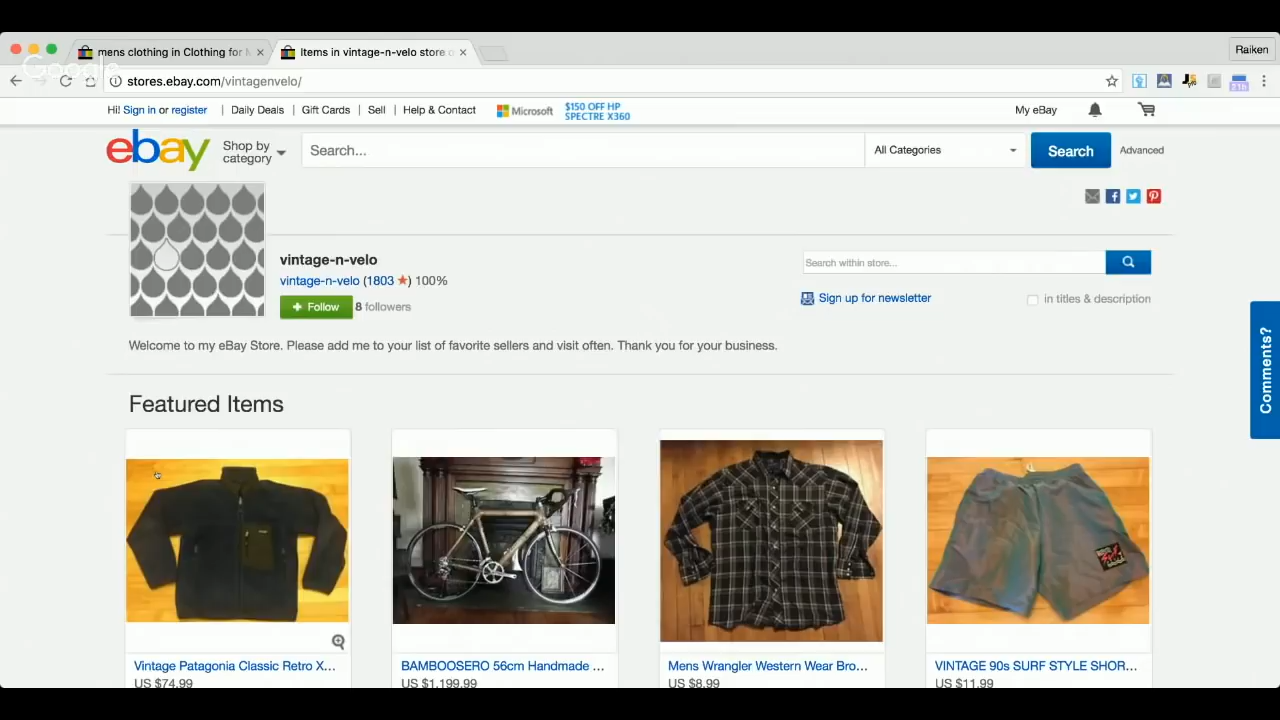 mens clothing in Clothing for M
Items in vintage-n-velo store o
Raiken
Google
stores.ebay.com/vintagenvelo/
Hi! Sign in or register
Daily Deals
Gift Cards
Sell
Help & Contact
Microsoft
$150 OFF HP
SPECTRE X360
My eBay
ebay
Shop by
category
Search...
All Categories
Search
Advanced
vintage-n-velo
vintage-n-velo (1803 ★) 100%
Follow
8 followers
Search within store...
Sign up for newsletter
in titles & description
Welcome to my eBay Store. Please add me to your list of favorite sellers and visit often. Thank you for your business.
Comments?
Featured Items
Vintage Patagonia Classic Retro X...
BAMBOOSERO 56cm Handmade ...
Mens Wrangler Western Wear Bro...
VINTAGE 90s SURF STYLE SHOR...
US $74.99
US $1,199.99
US $8.99
US $11.99